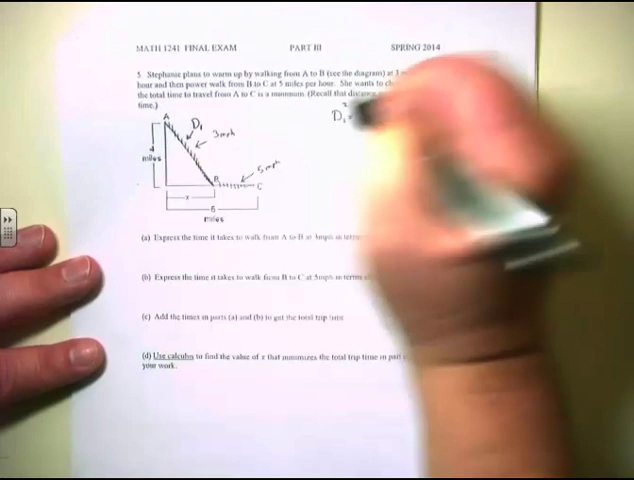 MATH 1241 FINAL EXAM PART III SPRING 2014
5 Stephanie plans to warm up by walking from A to B (see the diagram) at 3
hour and then power walk from B to C at 5 miles per hour. She wants to
the total time to travel from A to C is a minimum. (Recall that distance
time.)
D₁²
A
D₁
3mph
4
miles
5mph
B
C
x
6
miles
(a) Express the time it takes to walk from A to B at 3mph in terms
(b) Express the time it takes to walk from B to C at 5mph in terms
(c) Add the times in parts (a) and (b) to get the total trip time
(d) Use calculus to find the value of x that minimizes the total trip time in part
your work.